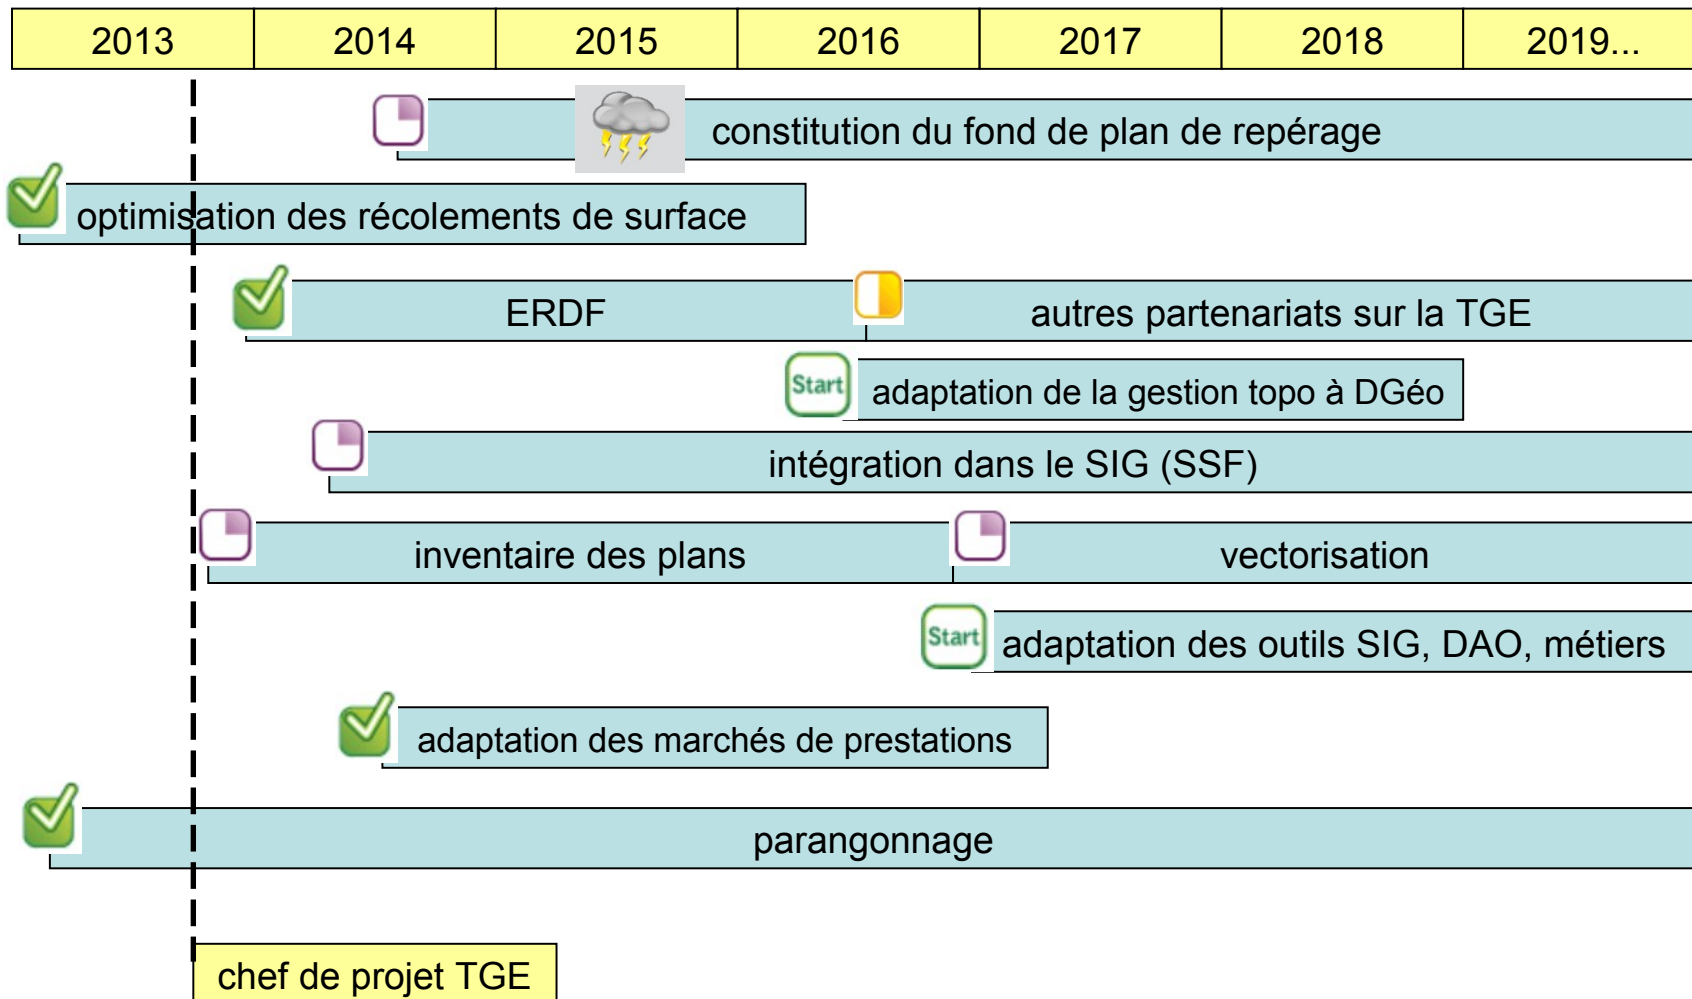 2013 2014 2015 2016 2017 2018 2019...
constitution du fond de plan de repérage
optimisation des récolements de surface
ERDF autres partenariats sur la TGE
Start adaptation de la gestion topo à DGéo
intégration dans le SIG (SSF)
inventaire des plans vectorisation
Start adaptation des outils SIG, DAO, métiers
adaptation des marchés de prestations
parangonnage
chef de projet TGE